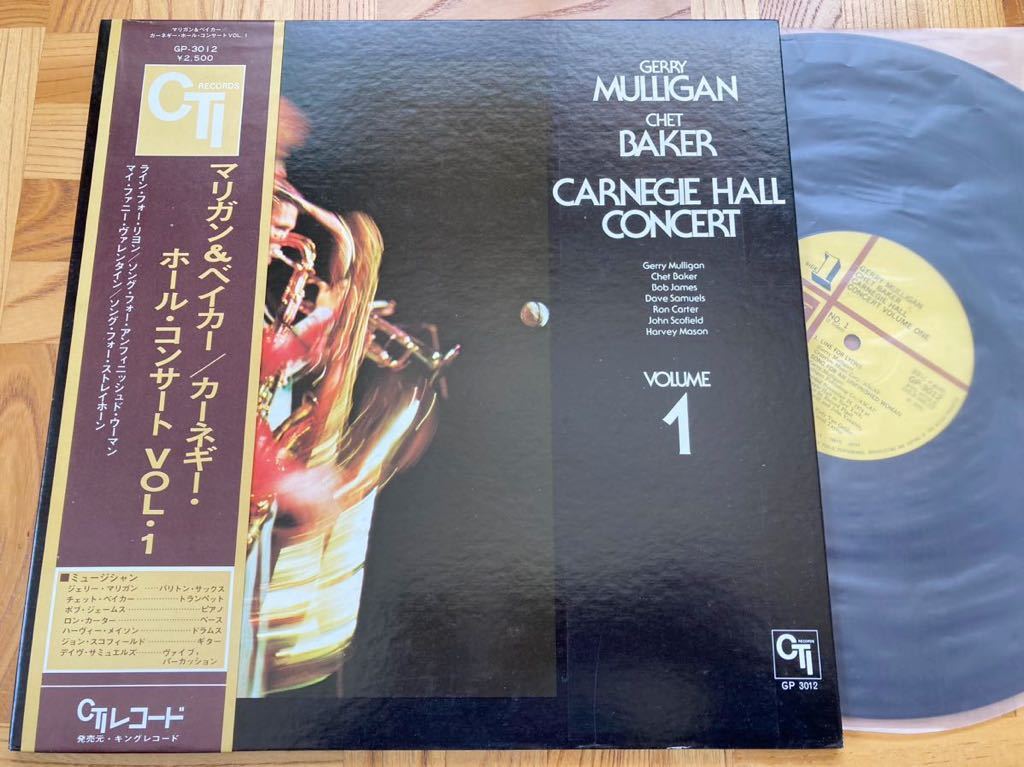 マリガン&ベイカー/
カーネギー・ホール・コンサートVOL.1
GP-3012
¥2,500
CTI
RECORDS
マリガン&ベイカー/カーネギー・
ホール・コンサート VOL.1
ライン・フォー・リヨン/ソング・フォー・アンフィニッシュド・ウーマン
マイ・ファニー・ヴァレンタイン/ソング・フォー・ストレイホーン
■ミュージシャン
ジェリー・マリガン……バリトン・サックス
チェット・ベイカー……………トランペット
ボブ・ジェームス……………………ピアノ
ロン・カーター………………………ベース
ハーヴィー・メイソン……………ドラムス
ジョン・スコフィールド…………ギター
デイヴ・サミュエルズ………ヴァイブ,
パーカッション
CTIレコード
発売元・キングレコード
GERRY
MULLIGAN
CHET
BAKER
CARNEGIE HALL
CONCERT
Gerry Mulligan
Chet Baker
Bob James
Dave Samuels
Ron Carter
John Scofield
Harvey Mason
VOLUME
1
CTI
RECORDS
GP 3012
GERRY MULLIGAN
CHET BAKER
CARNEGIE HALL
CONCERT VOLUME ONE
NO. 1
LINE FOR LYONS